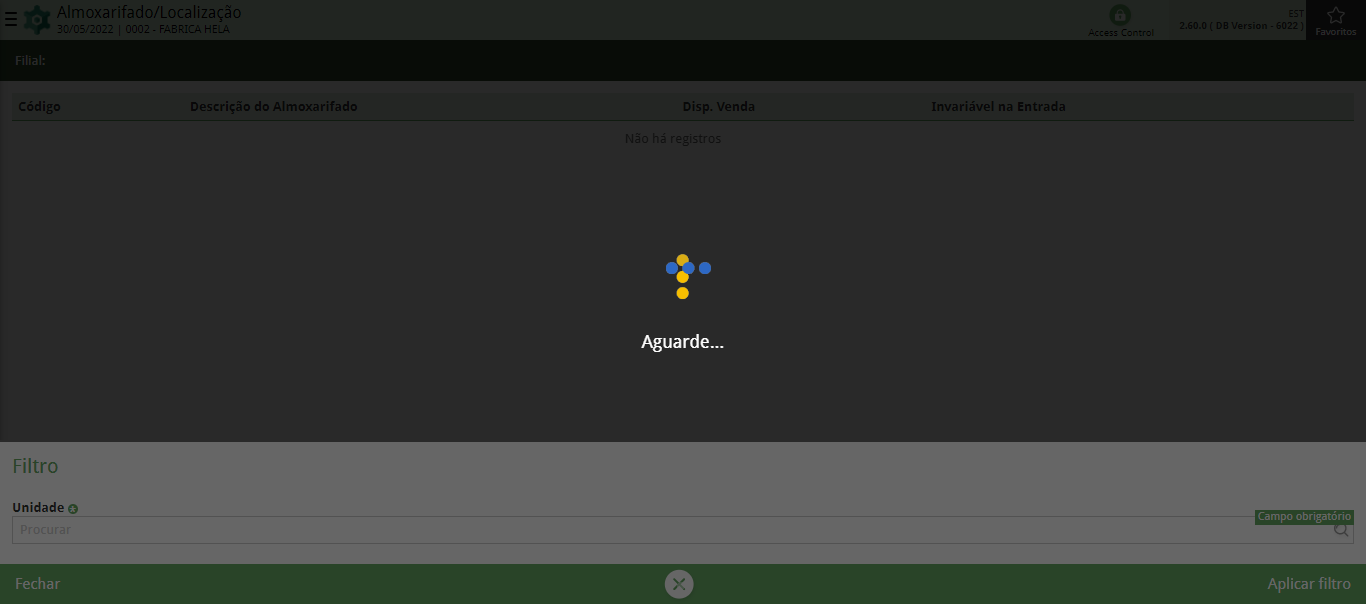 Almoxarifado/Localização
30/05/2022 | 0002 - FABRICA HELA
Access Control
EST
2.60.0 ( DB Version - 6022 )
Favoritos
Filial:
Código Descrição do Almoxarifado Disp. Venda Invariável na Entrada
Não há registros
Aguarde...
Filtro
Unidade
Campo obrigatório
Procurar
Fechar Aplicar filtro